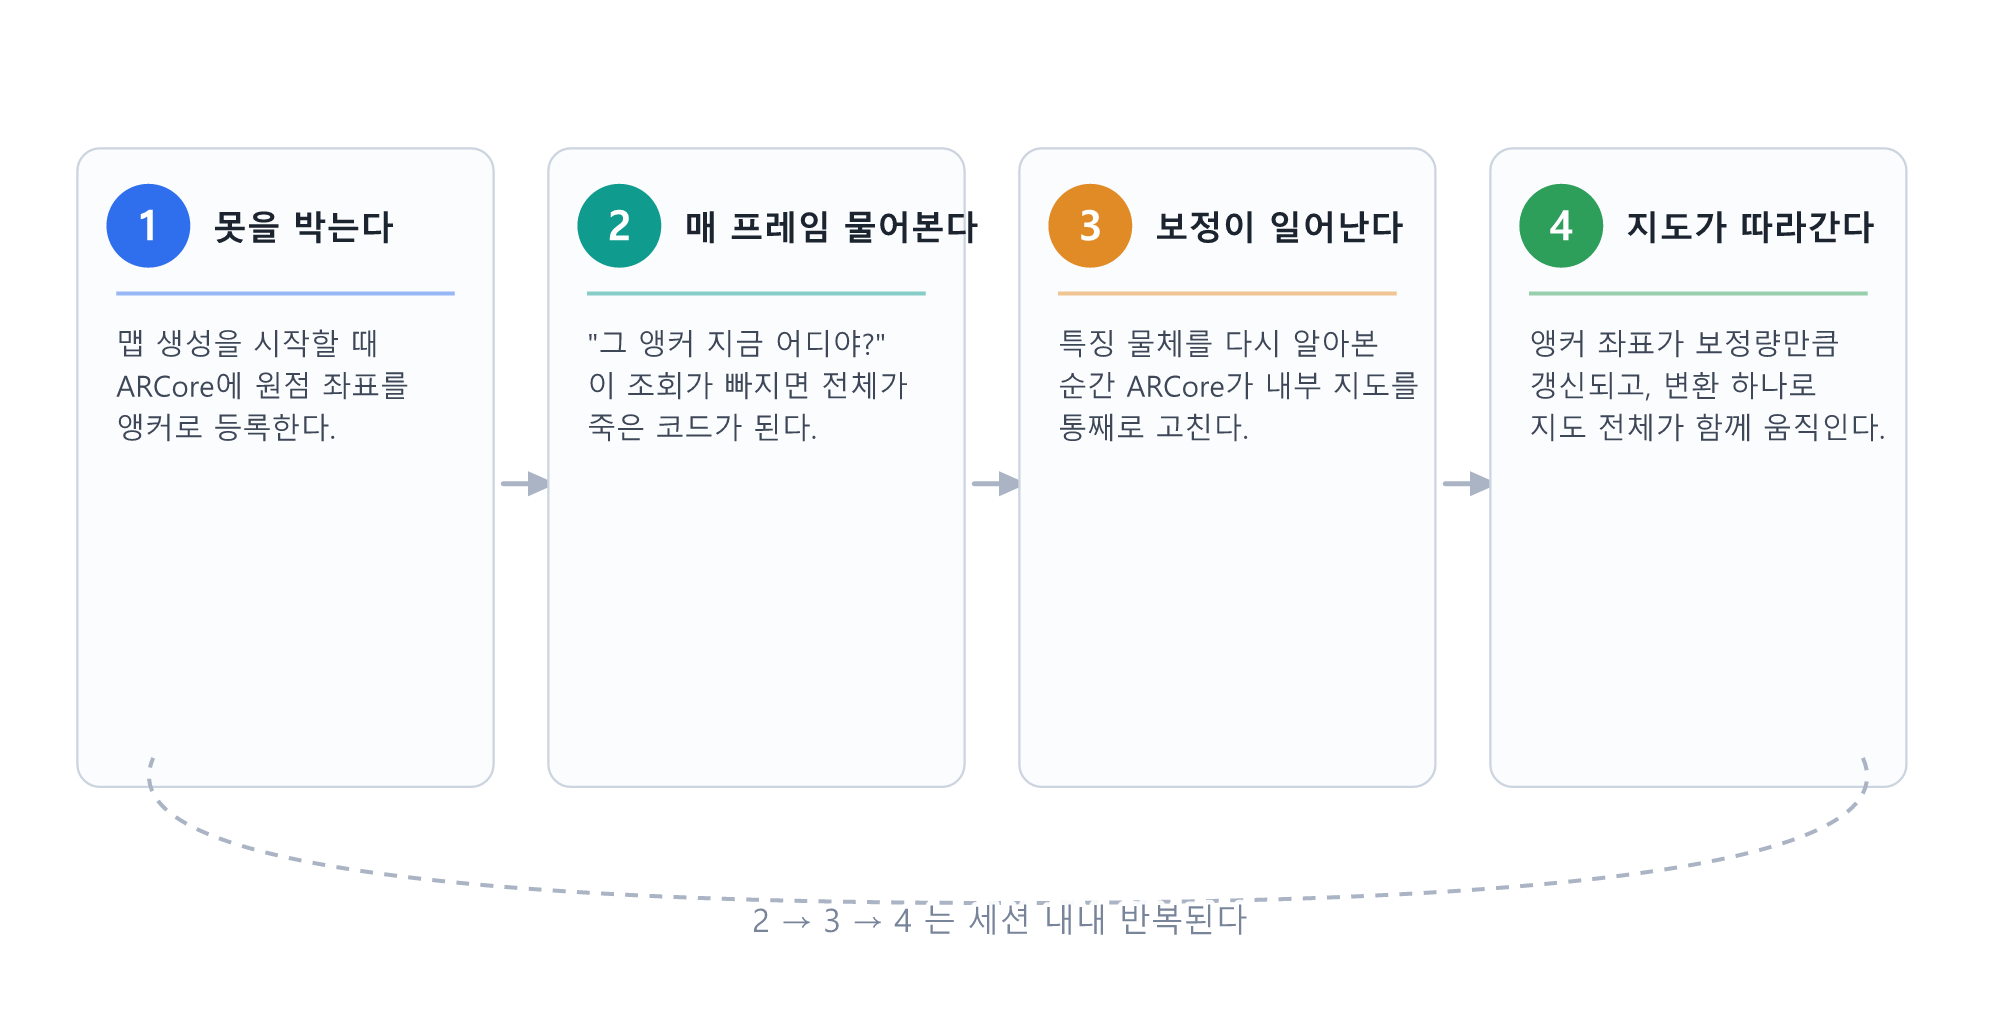 1 못을 박는다
맵 생성을 시작할 때
ARCore에 원점 좌표를
앵커로 등록한다.
2 매 프레임 물어본다
"그 앵커 지금 어디야?"
이 조회가 빠지면 전체가
죽은 코드가 된다.
3 보정이 일어난다
특징 물체를 다시 알아본
순간 ARCore가 내부 지도를
통째로 고친다.
4 지도가 따라간다
앵커 좌표가 보정량만큼
갱신되고, 변환 하나로
지도 전체가 함께 움직인다.
2 → 3 → 4 는 세션 내내 반복된다